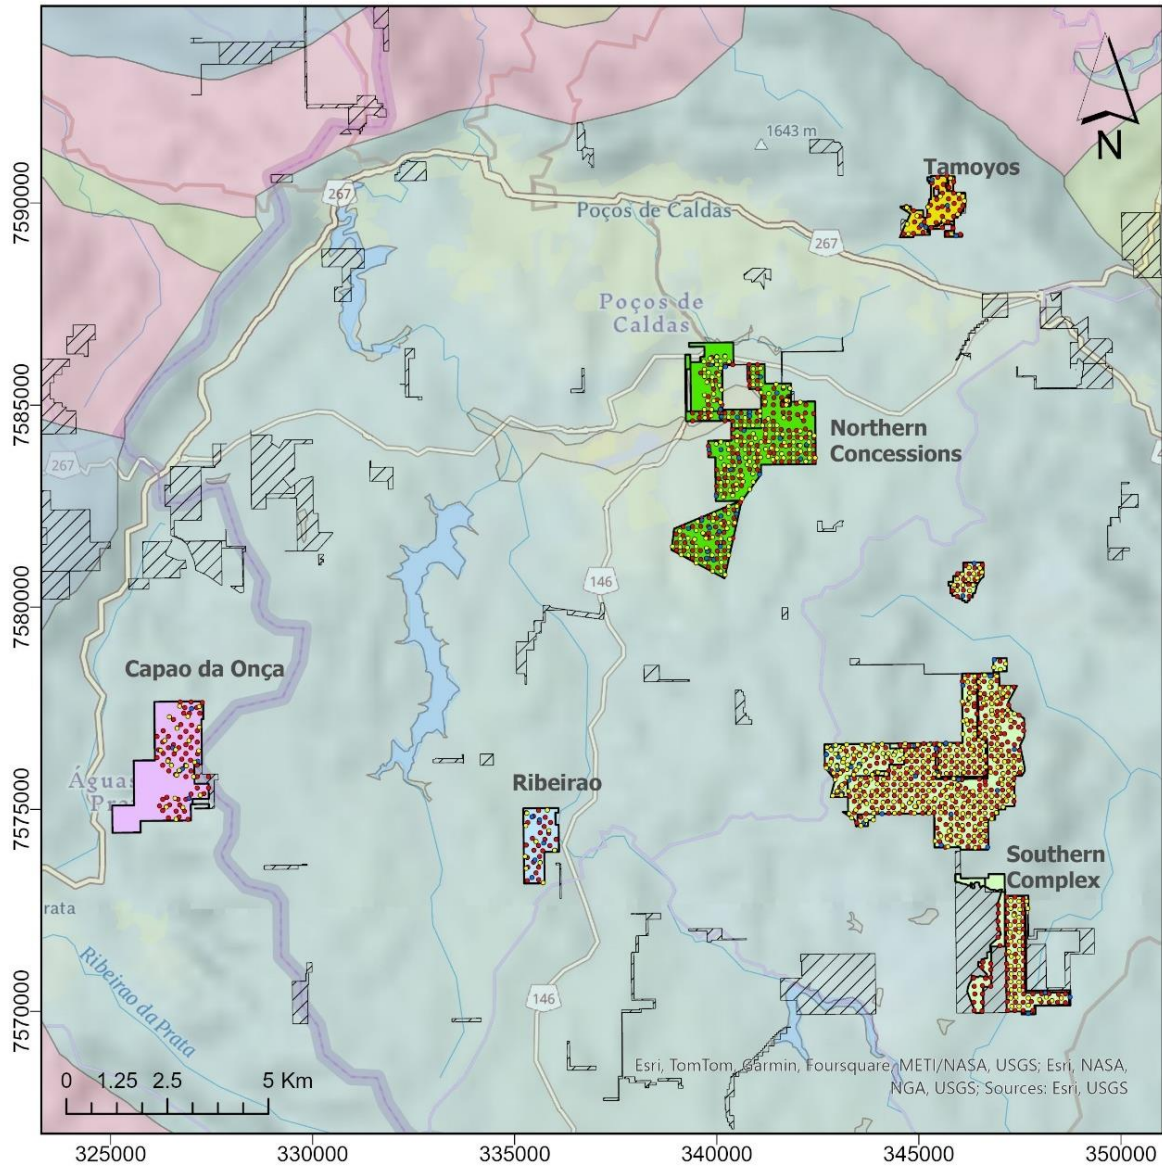 1643 m
Tamoyos
N
267
Poços de Caldas
267
Poços de
Caldas
Northern
Concessions
267
146
Capao da Onça
Águas
Pra
Ribeirao
Southern
Complex
rata
Ribeirao da Prata
146
0 1.25 2.5 5 Km
Esri, TomTom, Garmin, Foursquare, METI/NASA, USGS; Esri, NASA,
NGA, USGS; Sources: Esri, USGS
7590000
7585000
7580000
7575000
7570000
325000 330000 335000 340000 345000 350000